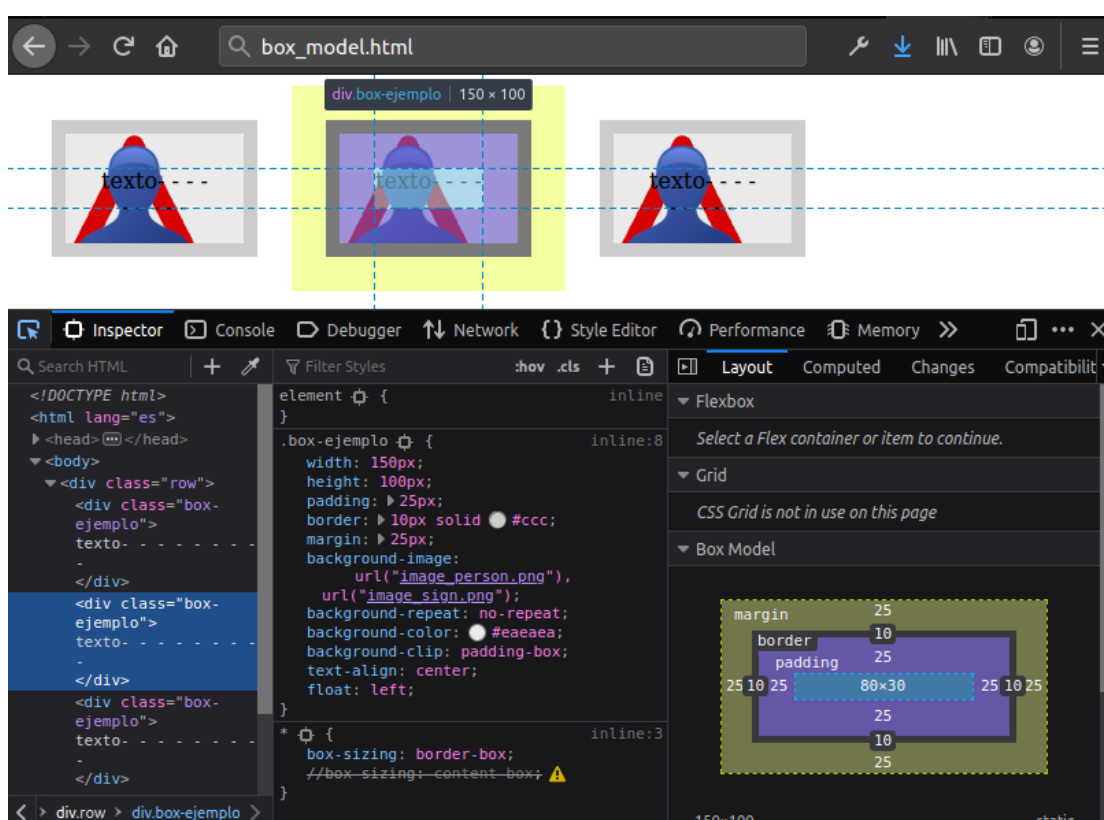 box_model.html
div.box-ejemplo | 150 × 100
texto- - - -
texto- - - -
texto- - - -
Inspector Console Debugger Network Style Editor Performance Memory
Search HTML
<!DOCTYPE html>
<html lang="es">
<head></head>
<body>
<div class="row">
<div class="box-
ejemplo">
texto- - - - - - - -
-
</div>
<div class="box-
ejemplo">
texto- - - - - - - -
-
</div>
<div class="box-
ejemplo">
texto- - - - - - - -
-
</div>
div.row > div.box-ejemplo
Filter Styles :hov .cls
element { inline
}
.box-ejemplo { inline:8
width: 150px;
height: 100px;
padding: 25px;
border: 10px solid #ccc;
margin: 25px;
background-image:
url("image_person.png"),
url("image_sign.png");
background-repeat: no-repeat;
background-color: #eaeaea;
background-clip: padding-box;
text-align: center;
float: left;
}
* { inline:3
box-sizing: border-box;
//box sizing: content box;
}
Layout Computed Changes Compatibilit
Flexbox
Select a Flex container or item to continue.
Grid
CSS Grid is not in use on this page
Box Model
margin 25
border 10
padding 25
25 10 25 80×30 25 10 25
25
10
25
150×100 static